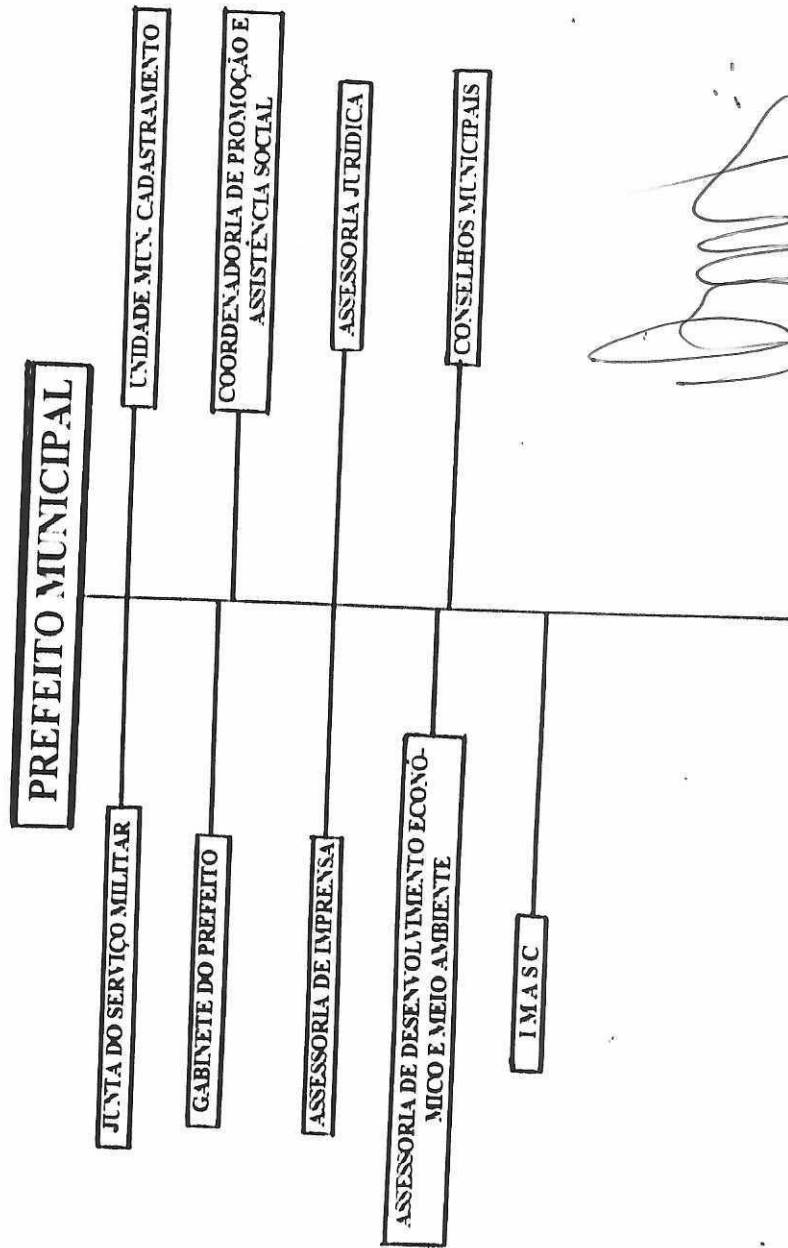 PREFEITO MUNICIPAL
JUNTA DO SERVIÇO MILITAR
UNIDADE MUN. CADASTRAMENTO
GABINETE DO PREFEITO
COORDENADORIA DE PROMOÇÃO E
ASSISTÊNCIA SOCIAL
ASSESSORIA DE IMPRENSA
ASSESSORIA JURÍDICA
ASSESSORIA DE DESENVOLVIMENTO ECONÔ-
MICO E MEIO AMBIENTE
CONSELHOS MUNICIPAIS
I M A S C